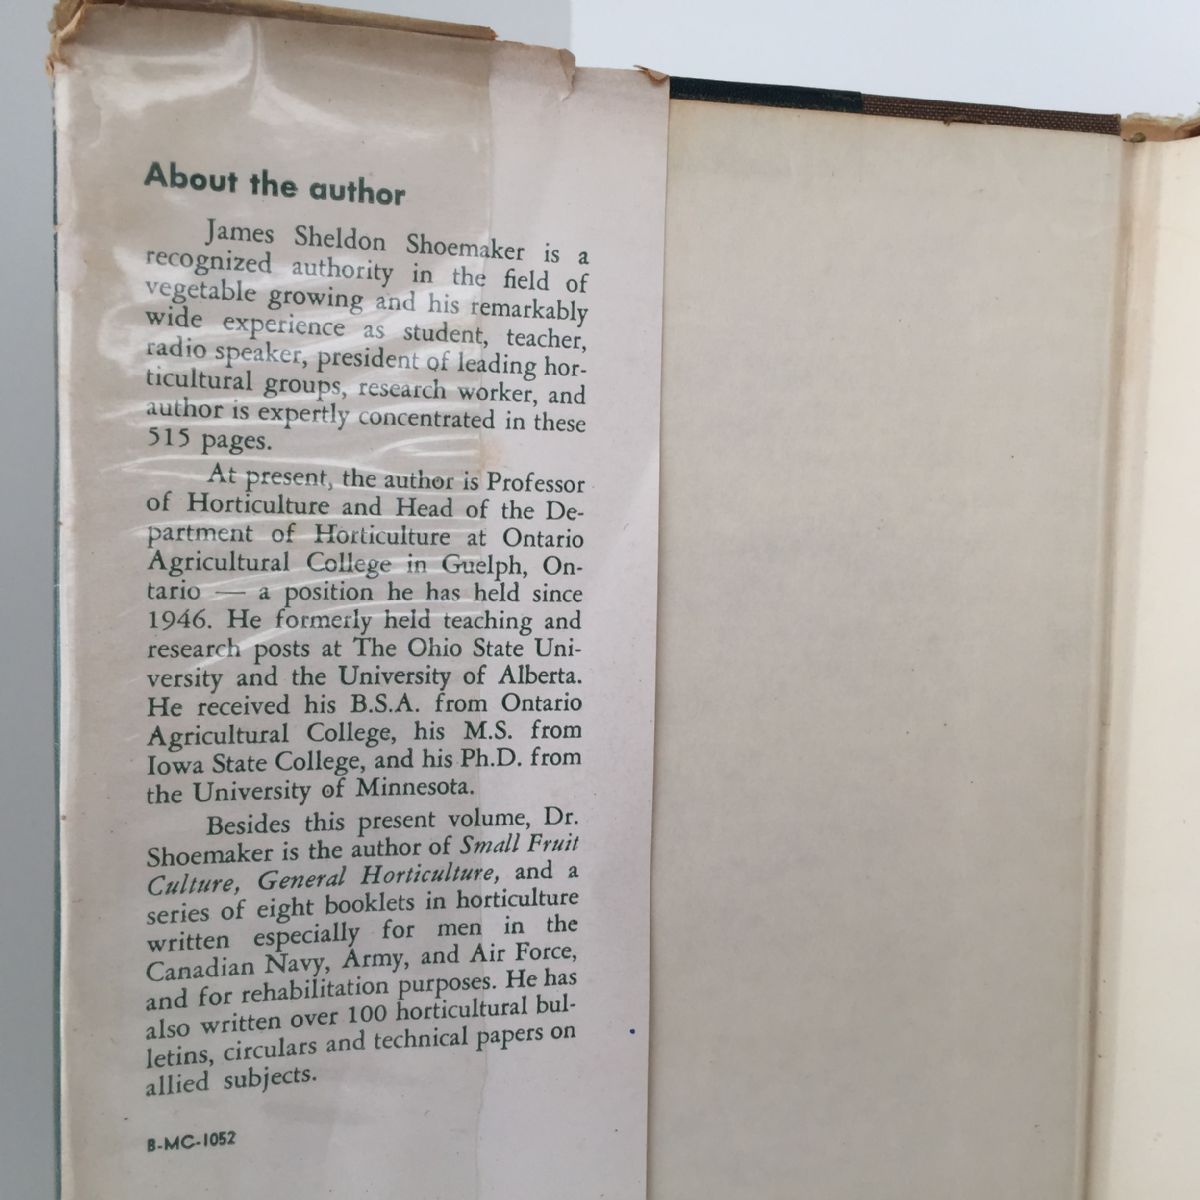 About the author
James Sheldon Shoemaker is a
recognized authority in the field of
vegetable growing and his remarkably
wide experience as student, teacher,
radio speaker, president of leading hor-
ticultural groups, research worker, and
author is expertly concentrated in these
515 pages.
At present, the author is Professor
of Horticulture and Head of the De-
partment of Horticulture at Ontario
Agricultural College in Guelph, On-
tario — a position he has held since
1946. He formerly held teaching and
research posts at The Ohio State Uni-
versity and the University of Alberta.
He received his B.S.A. from Ontario
Agricultural College, his M.S. from
Iowa State College, and his Ph.D. from
the University of Minnesota.
Besides this present volume, Dr.
Shoemaker is the author of Small Fruit
Culture, General Horticulture, and a
series of eight booklets in horticulture
written especially for men in the
Canadian Navy, Army, and Air Force,
and for rehabilitation purposes. He has
also written over 100 horticultural bul-
letins, circulars and technical papers on
allied subjects.
B-MC-1052